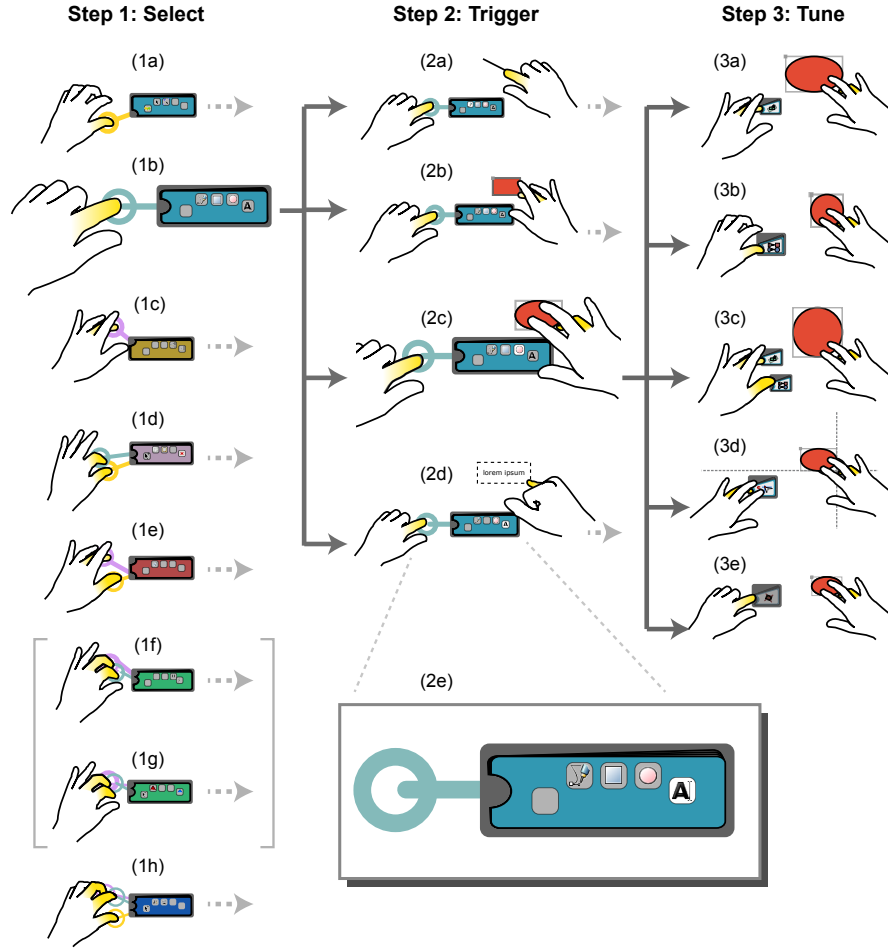 Step 1: Select
Step 2: Trigger
Step 3: Tune
(1a)
(1b)
(1c)
(1d)
(1e)
(1f)
(1g)
(1h)
(2a)
(2b)
(2c)
(2d)
lorem ipsum
(2e)
A
(3a)
(3b)
(3c)
(3d)
(3e)